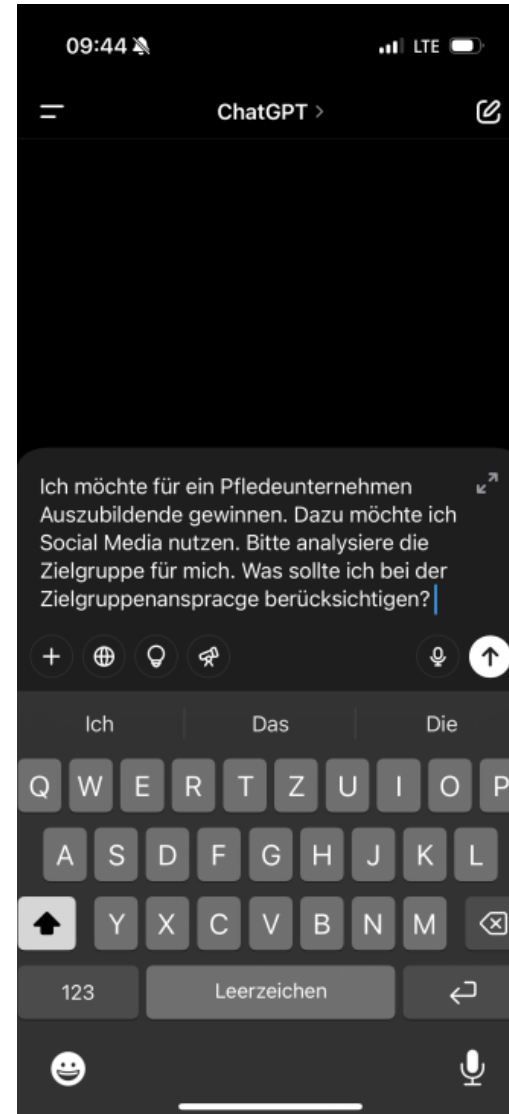 09:44
LTE
ChatGPT >
Ich möchte für ein Pfledeunternehmen
Auszubildende gewinnen. Dazu möchte ich
Social Media nutzen. Bitte analysiere die
Zielgruppe für mich. Was sollte ich bei der
Zielgruppenanspracge berücksichtigen?
Ich Das Die
Q W E R T Z U I O P
A S D F G H J K L
Y X C V B N M
123 Leerzeichen